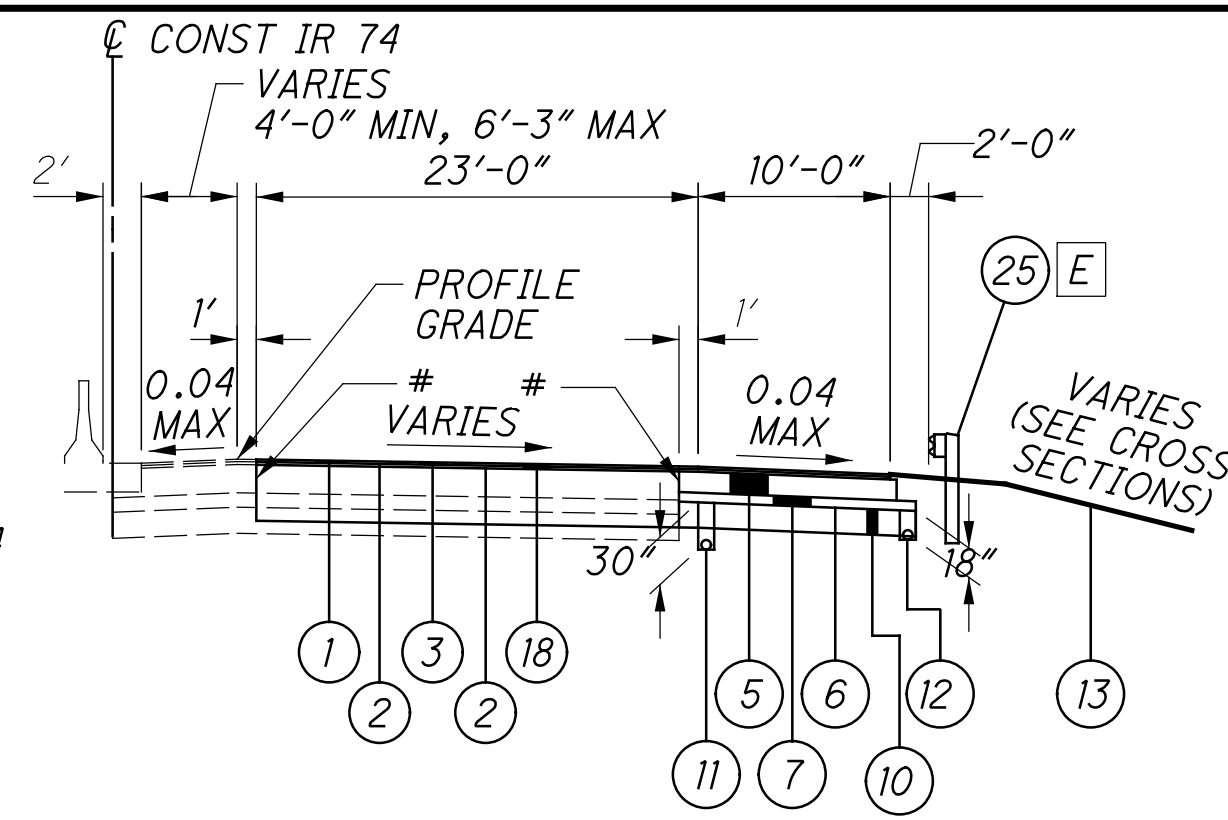 ℄ CONST IR 74
VARIES
4'-0" MIN, 6'-3" MAX
2'
23'-0"
10'-0"
2'-0"
25 E
1'
PROFILE
GRADE
1'
0.04
MAX
# #
VARIES
0.04
MAX
VARIES
(SEE CROSS
SECTIONS)
30"
18"
1
3
18
2
2
5
6
12
13
11
7
10